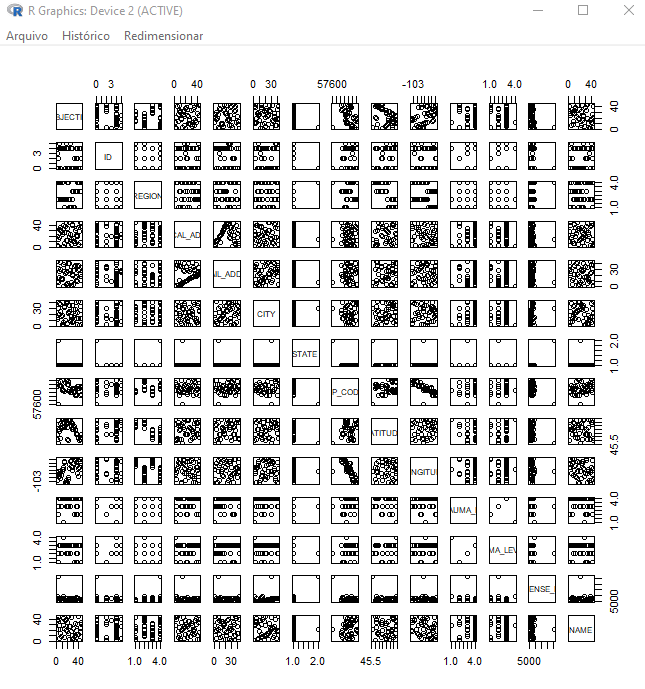 R Graphics: Device 2 (ACTIVE)
Arquivo Histórico Redimensionar
0 3 0 40 0 30 57600 -103 1.0 4.0 0 40
BJECTI 0 40
0 3 ID
REGION 1.0 4.0
0 40 CAL_AD
IL_ADD 0 30
0 30 CITY
STATE 1.0 2.0
57600 P_COD
ATITUD 45.5
-103 NGITUI
AUMA_I 1.0 4.0
1.0 4.0 MA_LEV
ENSE_I 5000
0 40 NAME
0 40 1.0 4.0 0 30 1.0 2.0 45.5 1.0 4.0 5000